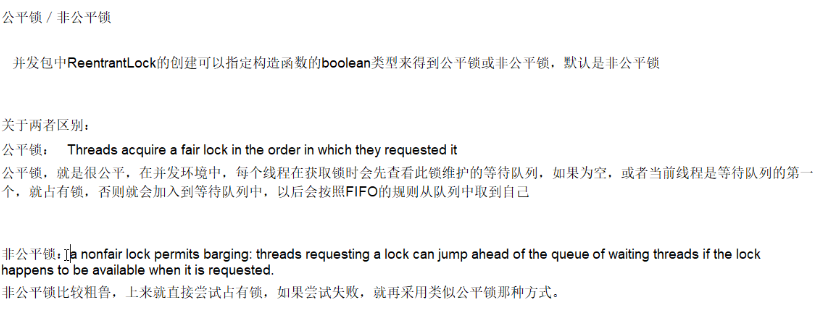 公平锁 / 非公平锁
并发包中ReentrantLock的创建可以指定构造函数的boolean类型来得到公平锁或非公平锁，默认是非公平锁
关于两者区别：
公平锁： Threads acquire a fair lock in the order in which they requested it
公平锁，就是很公平，在并发环境中，每个线程在获取锁时会先查看此锁维护的等待队列，如果为空，或者当前线程是等待队列的第一
个，就占有锁，否则就会加入到等待队列中，以后会按照FIFO的规则从队列中取到自己
非公平锁：a nonfair lock permits barging: threads requesting a lock can jump ahead of the queue of waiting threads if the lock
happens to be available when it is requested.
非公平锁比较粗鲁，上来就直接尝试占有锁，如果尝试失败，就再采用类似公平锁那种方式。